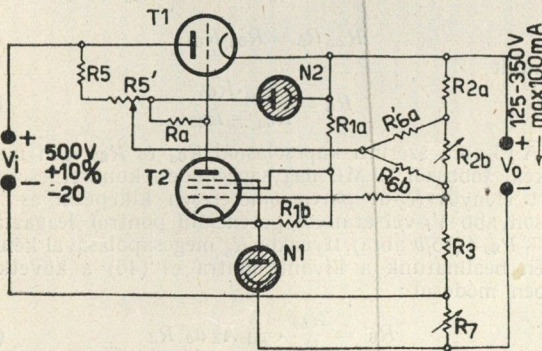 T1
R5
R5'
N2
Ra
R1a
R'6a
R2a
125-350V
max100mA
+
Vi
−
500V
+10%
−20
T2
R2b
+
Vo
−
R1b
N1
R3
R7